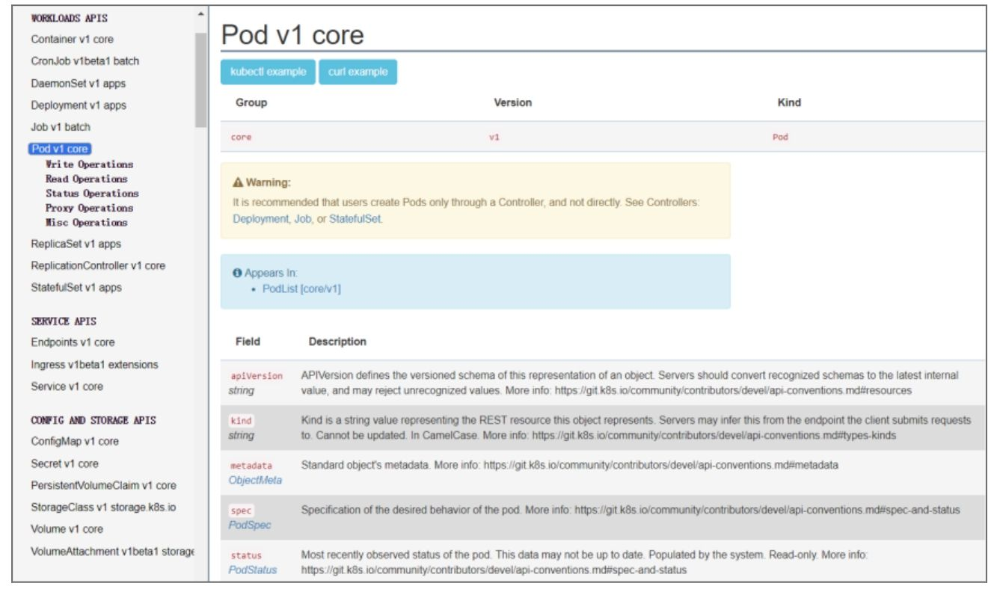 WORKLOADS APIS
Container v1 core
CronJob v1beta1 batch
DaemonSet v1 apps
Deployment v1 apps
Job v1 batch
Pod v1 core
Write Operations
Read Operations
Status Operations
Proxy Operations
Misc Operations
ReplicaSet v1 apps
ReplicationController v1 core
StatefulSet v1 apps
SERVICE APIS
Endpoints v1 core
Ingress v1beta1 extensions
Service v1 core
CONFIG AND STORAGE APIS
ConfigMap v1 core
Secret v1 core
PersistentVolumeClaim v1 core
StorageClass v1 storage.k8s.io
Volume v1 core
VolumeAttachment v1beta1 storage
Pod v1 core
kubectl example curl example
Group Version Kind
core v1 Pod
Warning:
It is recommended that users create Pods only through a Controller, and not directly. See Controllers:
Deployment, Job, or StatefulSet.
Appears In:
• PodList [core/v1]
Field Description
apiVersion APIVersion defines the versioned schema of this representation of an object. Servers should convert recognized schemas to the latest internal
string value, and may reject unrecognized values. More info: https://git.k8s.io/community/contributors/devel/api-conventions.md#resources
kind Kind is a string value representing the REST resource this object represents. Servers may infer this from the endpoint the client submits requests
string to. Cannot be updated. In CamelCase. More info: https://git.k8s.io/community/contributors/devel/api-conventions.md#types-kinds
metadata Standard object's metadata. More info: https://git.k8s.io/community/contributors/devel/api-conventions.md#metadata
ObjectMeta
spec Specification of the desired behavior of the pod. More info: https://git.k8s.io/community/contributors/devel/api-conventions.md#spec-and-status
PodSpec
status Most recently observed status of the pod. This data may not be up to date. Populated by the system. Read-only. More info:
PodStatus https://git.k8s.io/community/contributors/devel/api-conventions.md#spec-and-status